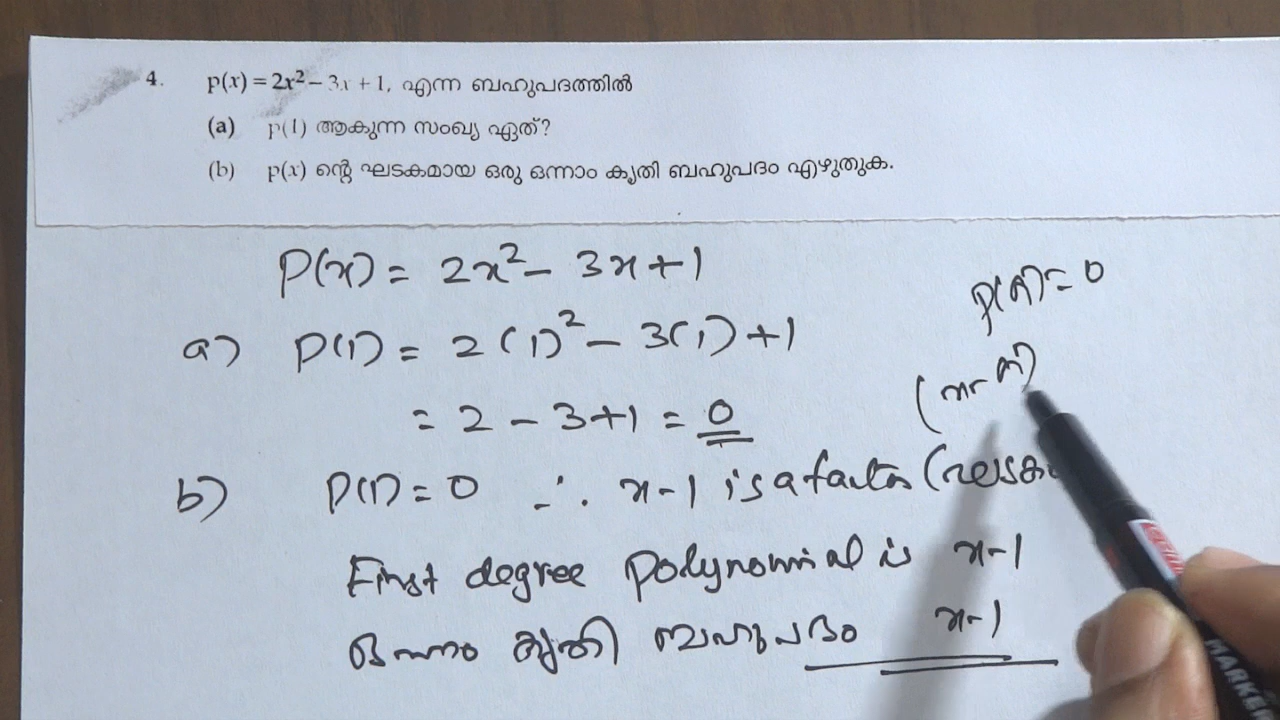 4. p(x) = 2x² – 3x + 1, എന്ന ബഹുപദത്തിൽ
(a) p(1) ആകുന്ന സംഖ്യ ഏത്?
(b) p(x) ന്റെ ഘടകമായ ഒരു ഒന്നാം കൃതി ബഹുപദം എഴുതുക.
P(x) = 2x² – 3x + 1
a) P(1) = 2(1)² – 3(1) + 1
= 2 – 3 + 1 = 0
b) P(1) = 0 ∴ x-1 is a factor (
First degree polynomial is x-1
ഒന്നാം കൃതി ബഹുപദം x-1
MARKER